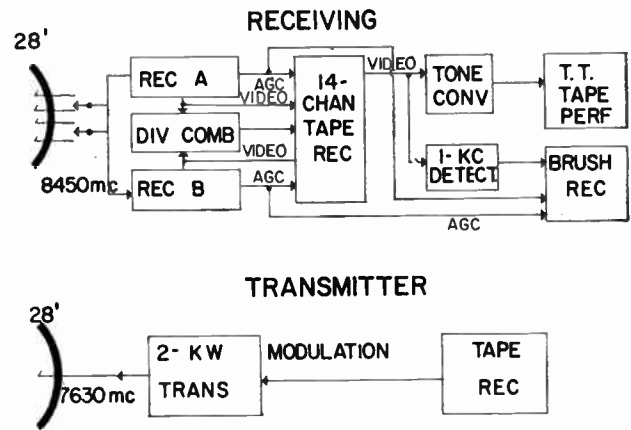 RECEIVING
28'
REC A
AGC
VIDEO
DIV COMB
VIDEO
REC B
AGC
8450mc
14-
CHAN
TAPE
REC
VIDEO
TONE
CONV
T.T.
TAPE
PERF
1-KC
DETECT
BRUSH
REC
AGC
TRANSMITTER
28'
7630mc
2-KW
TRANS
MODULATION
TAPE
REC